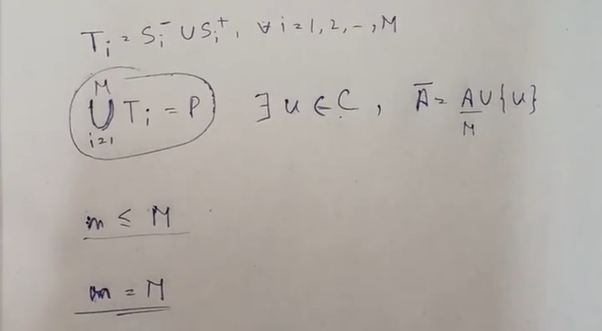 Tᵢ = Sᵢ⁻ ∪ Sᵢ⁺, ∀ i = 1, 2, -, M
⋃ᵢ₌₁ᴹ Tᵢ = P ∃ u ∈ C, Ā = A ∪ {u}
M
m ≤ M
m = M